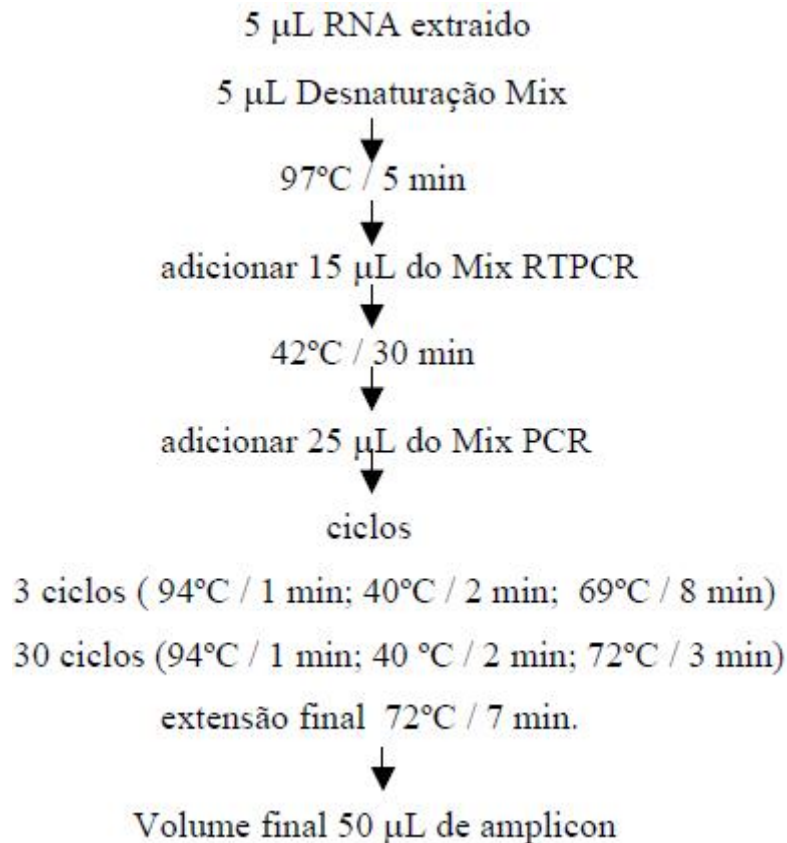 5 μL RNA extraido
5 μL Desnaturação Mix
97ºC / 5 min
adicionar 15 μL do Mix RTPCR
42ºC / 30 min
adicionar 25 μL do Mix PCR
ciclos
3 ciclos ( 94ºC / 1 min; 40ºC / 2 min;  69ºC / 8 min)
30 ciclos (94ºC / 1 min; 40 ºC / 2 min; 72ºC / 3 min)
extensão final  72ºC / 7 min.
Volume final 50 μL de amplicon